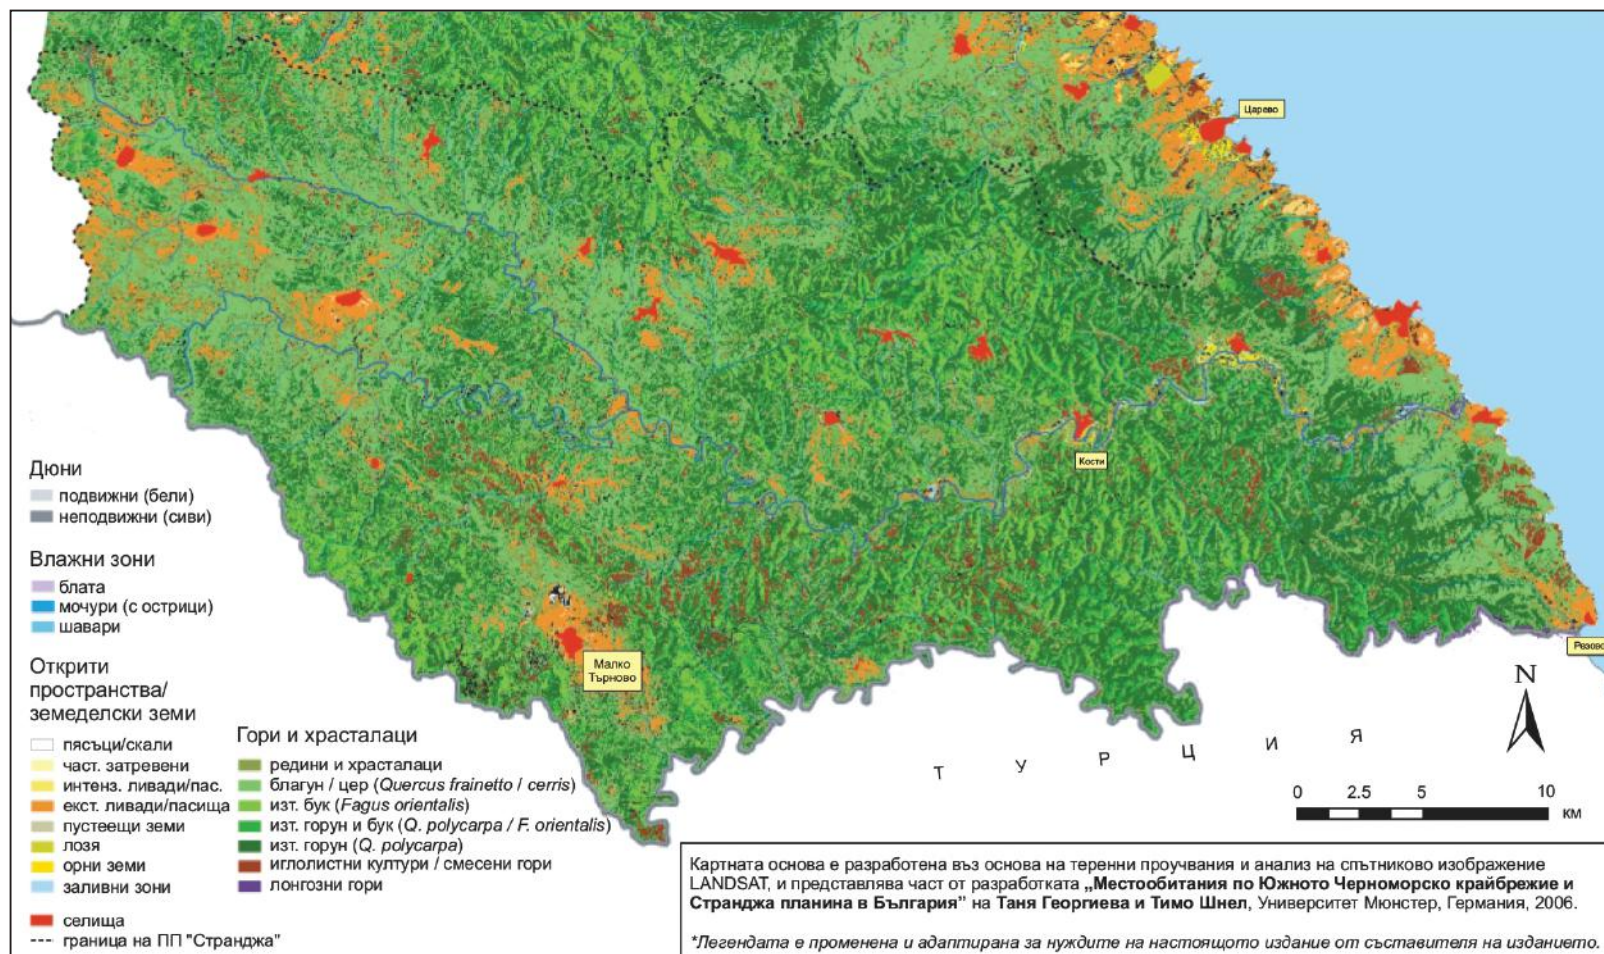 Царево
Кости
Малко
Търново
Резово
Т У Р Ц И Я
N
0 2.5 5 10
км
Дюни
подвижни (бели)
неподвижни (сиви)
Влажни зони
блата
мочури (с острици)
шавари
Открити
пространства/
земеделски земи
пясъци/скали
част. затревени
интенз. ливади/пас.
екст. ливади/пасища
пустеещи земи
лозя
орни земи
заливни зони
селища
граница на ПП "Странджа"
Гори и храсталаци
редини и храсталаци
благун / цер (Quercus frainetto / cerris)
изт. бук (Fagus orientalis)
изт. горун и бук (Q. polycarpa / F. orientalis)
изт. горун (Q. polycarpa)
иглолистни култури / смесени гори
лонгозни гори
Картната основа е разработена въз основа на теренни проучвания и анализ на спътниково изображение
LANDSAT, и представлява част от разработката „Местообитания по Южното Черноморско крайбрежие и
Странджа планина в България” на Таня Георгиева и Тимо Шнел, Университет Мюнстер, Германия, 2006.
*Легендата е променена и адаптирана за нуждите на настоящото издание от съставителя на изданието.